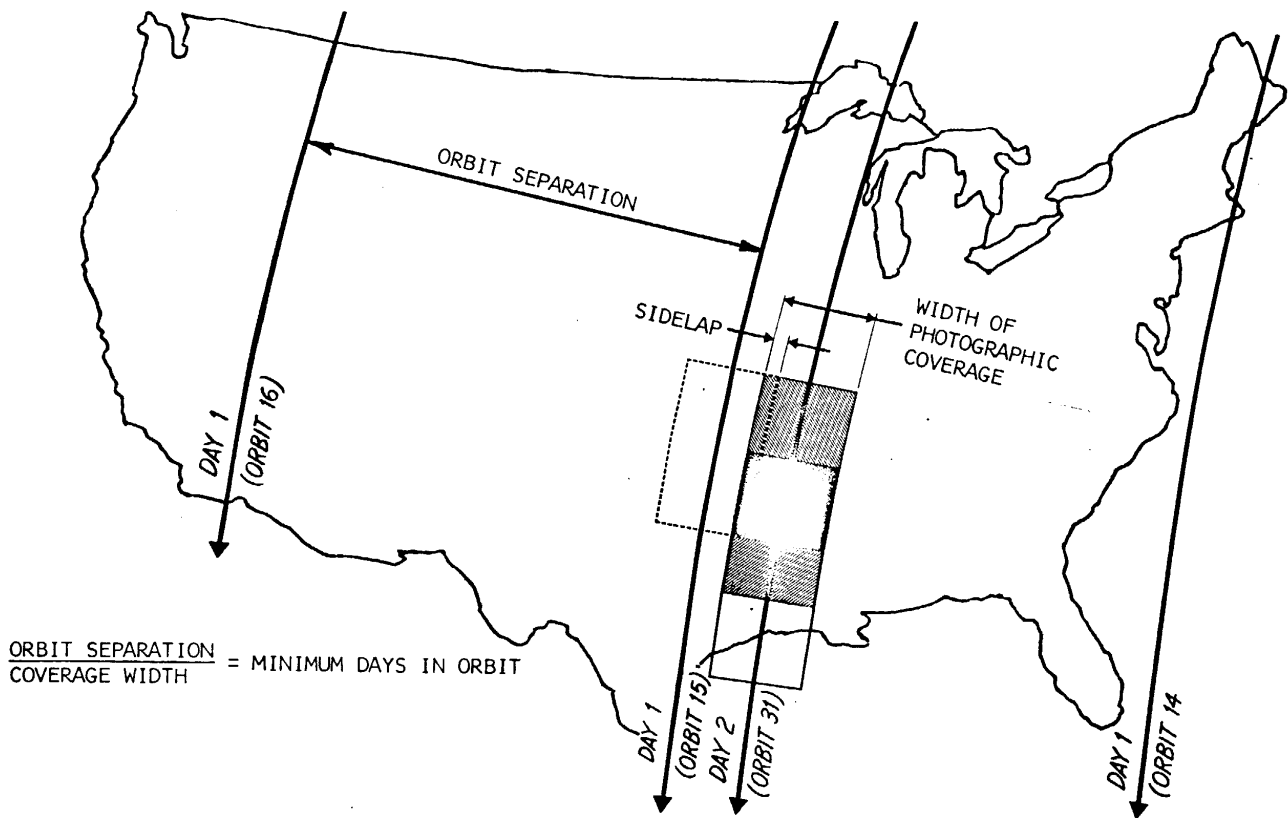 ORBIT SEPARATION
SIDELAP
WIDTH OF
PHOTOGRAPHIC
COVERAGE
DAY 1
(ORBIT 16)
ORBIT SEPARATION
COVERAGE WIDTH
= MINIMUM DAYS IN ORBIT
DAY 1
(ORBIT 15)
DAY 2
(ORBIT 31)
DAY 1
(ORBIT 14